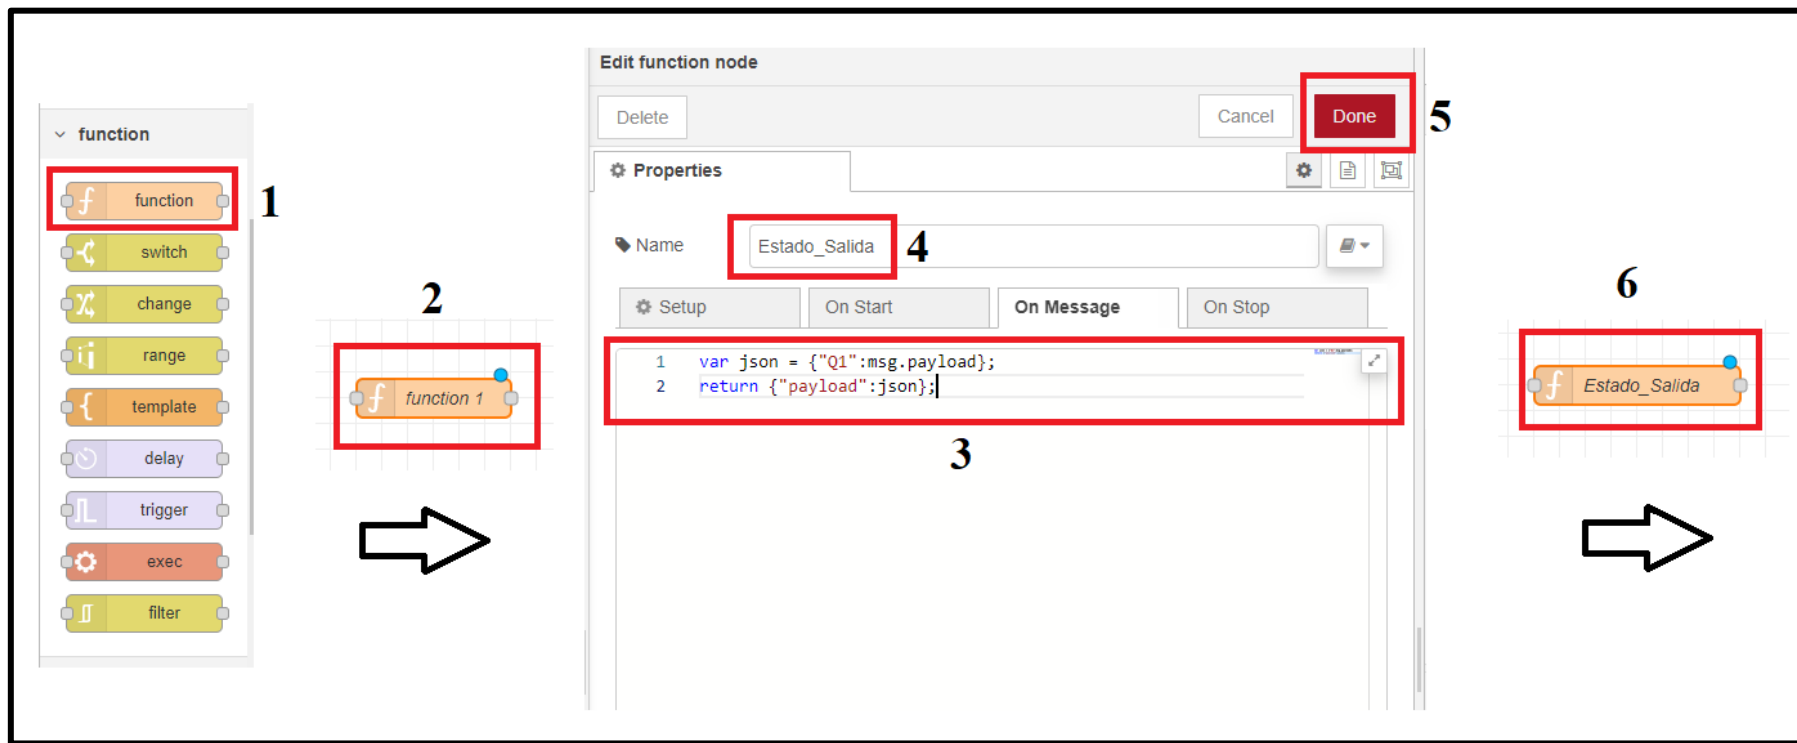 function
function
1
switch
change
range
template
delay
trigger
exec
filter
2
function 1
Edit function node
Delete
Cancel
Done
5
Properties
Name
Estado_Salida
4
Setup
On Start
On Message
On Stop
1 var json = {"Q1":msg.payload};
2 return {"payload":json};
3
6
Estado_Salida